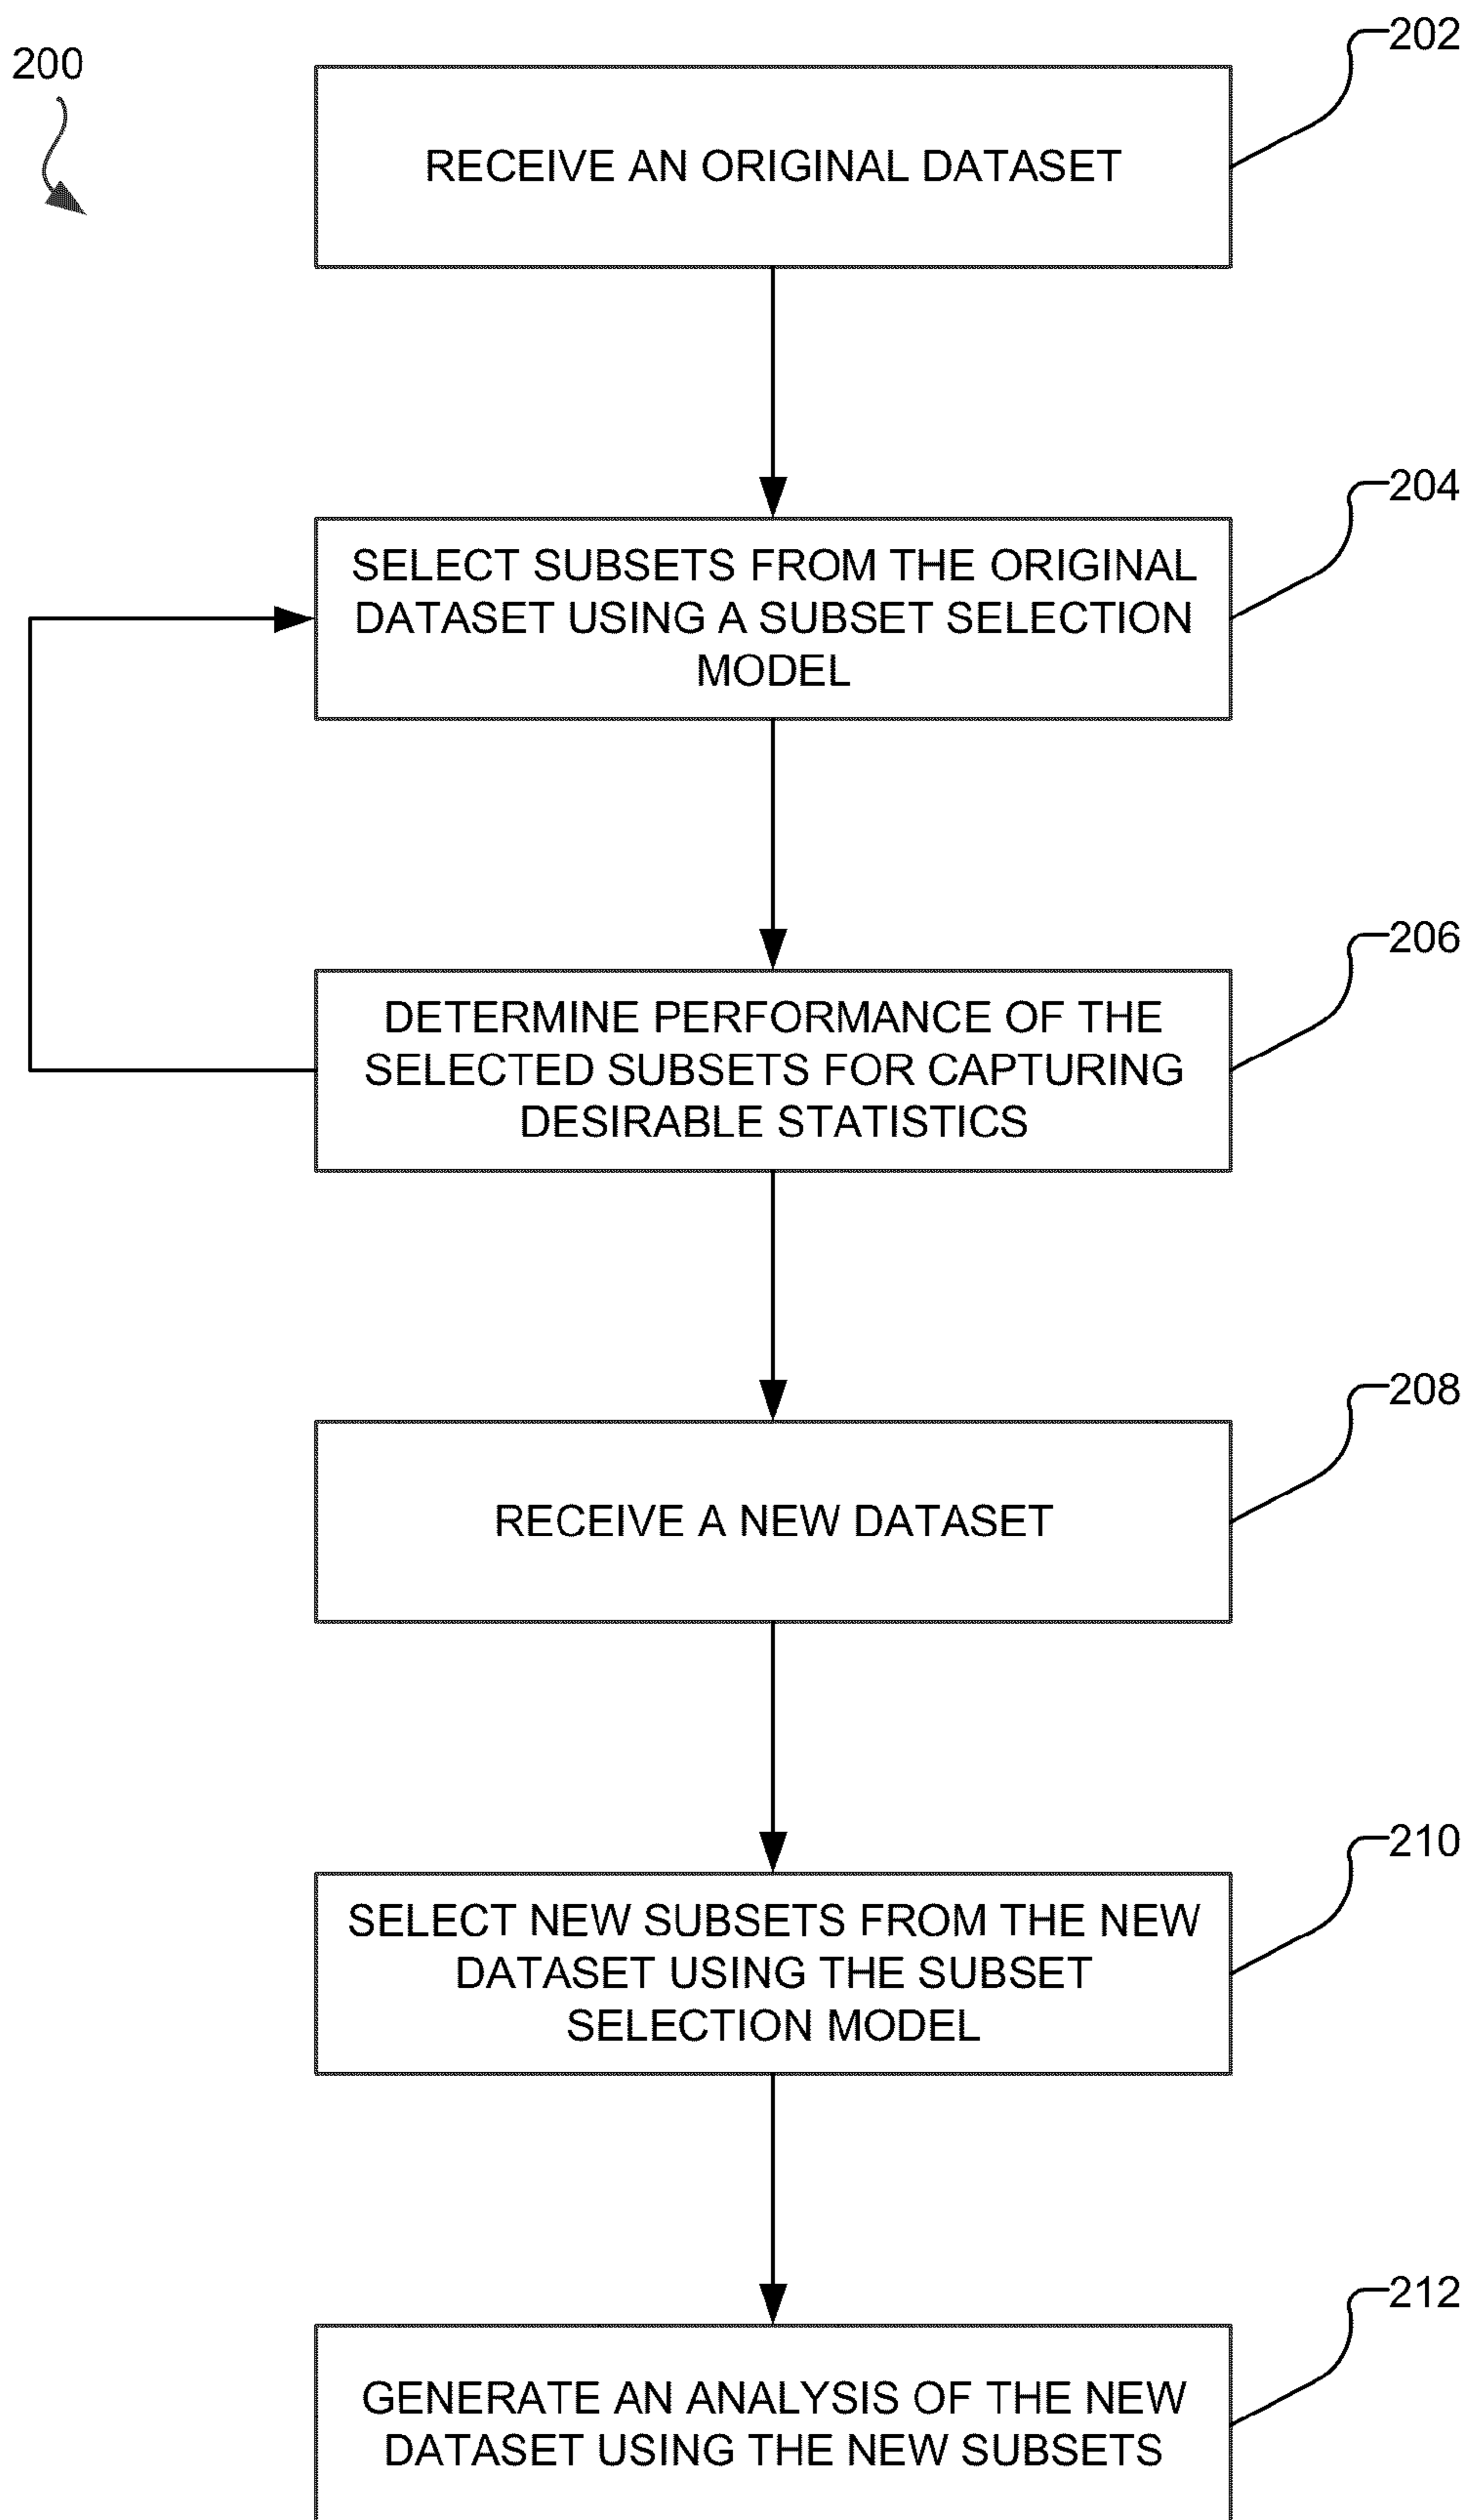 200
202
RECEIVE AN ORIGINAL DATASET
204
SELECT SUBSETS FROM THE ORIGINAL
DATASET USING A SUBSET SELECTION
MODEL
206
DETERMINE PERFORMANCE OF THE
SELECTED SUBSETS FOR CAPTURING
DESIRABLE STATISTICS
208
RECEIVE A NEW DATASET
210
SELECT NEW SUBSETS FROM THE NEW
DATASET USING THE SUBSET
SELECTION MODEL
212
GENERATE AN ANALYSIS OF THE NEW
DATASET USING THE NEW SUBSETS